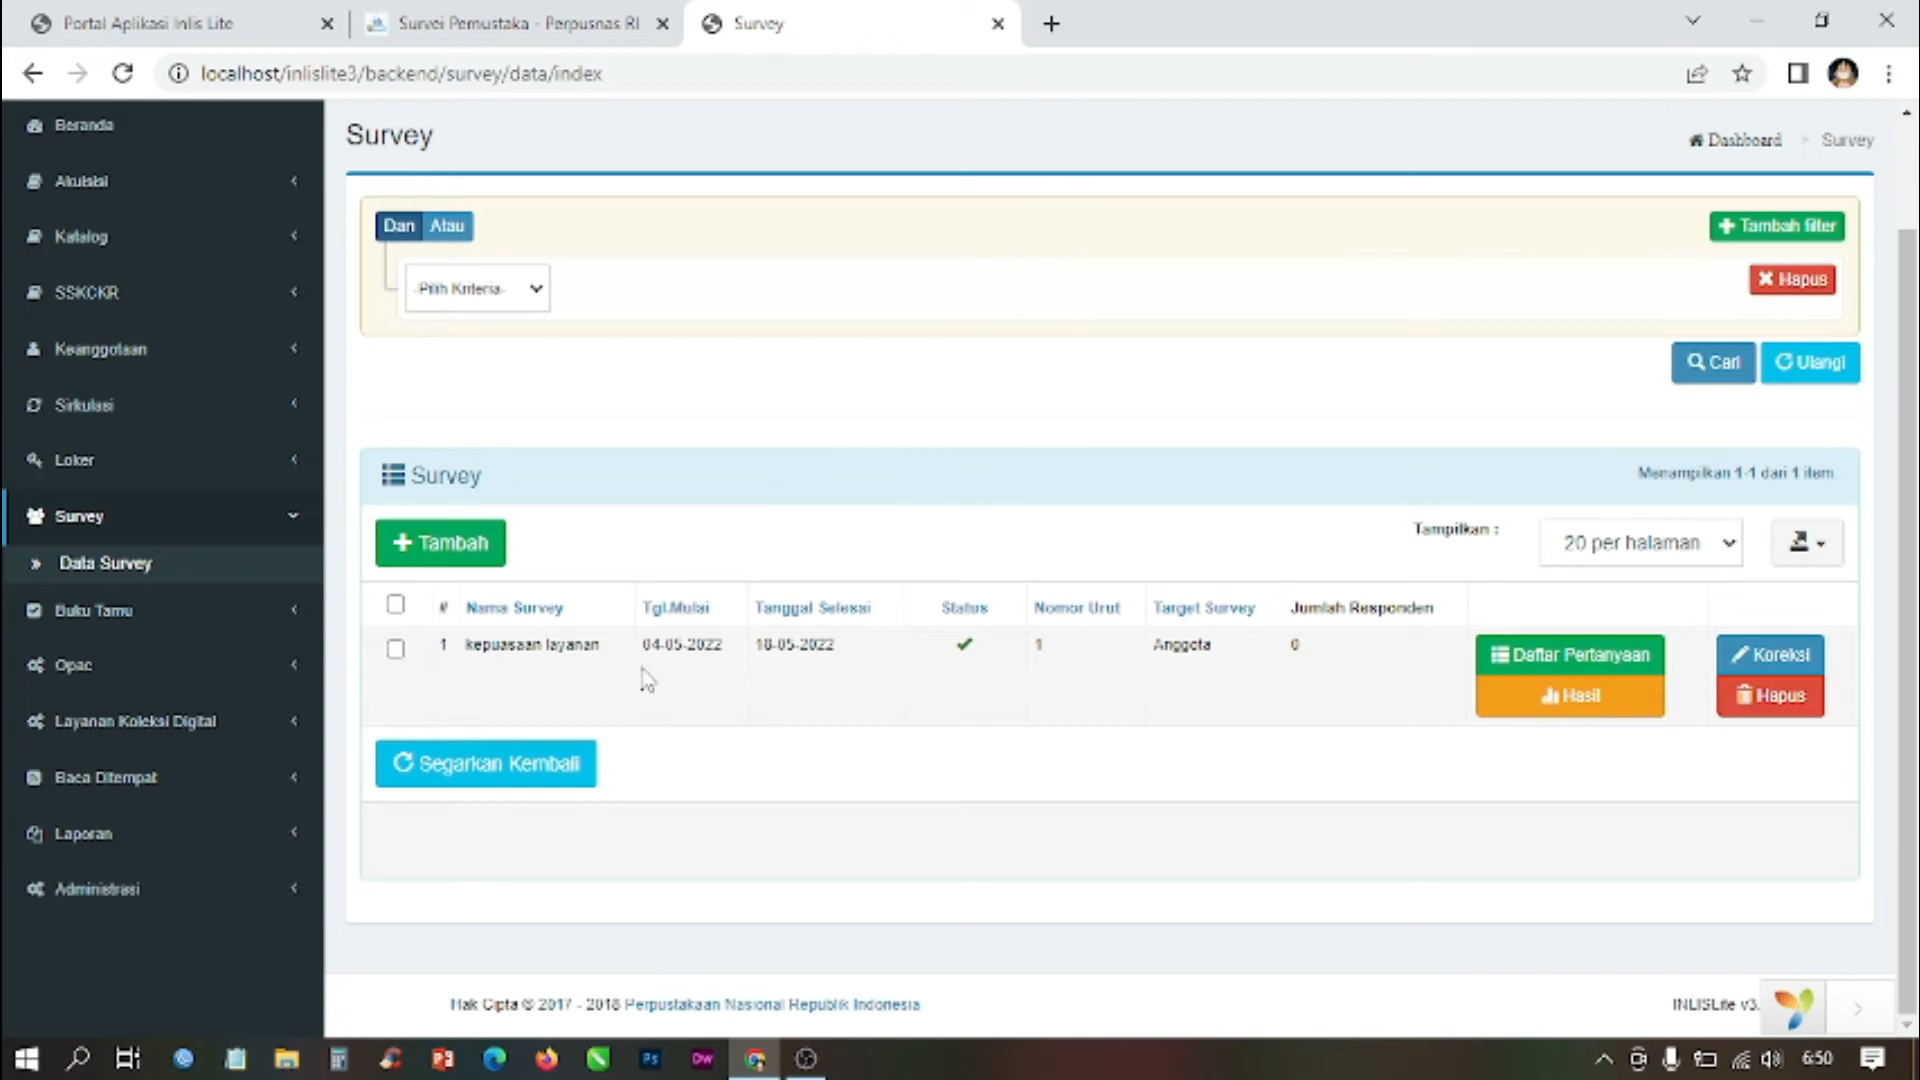 Portal Aplikasi Inlis Lite
Survei Pemustaka - Perpusnas RI
Survey
localhost/inlislite3/backend/survey/data/index
Beranda
Akuisisi
Katalog
SSKCKR
Keanggotaan
Sirkulasi
Loker
Survey
Data Survey
Buku Tamu
Opac
Layanan Koleksi Digital
Baca Ditempat
Laporan
Administrasi
Survey
Dashboard > Survey
Dan Atau
Tambah filter
-Pilih Kriteria-
Hapus
Cari Ulangi
Survey
Menampilkan 1-1 dari 1 item.
Tambah
Tampilkan :
20 per halaman
# Nama Survey Tgl.Mulai Tanggal Selesai Status Nomor Urut Target Survey Jumlah Responden
1 kepuasaan layanan 04-05-2022 18-05-2022 1 Anggota 0
Daftar Pertanyaan
Koreksi
Hasil
Hapus
Segarkan Kembali
Hak Cipta © 2017 - 2018 Perpustakaan Nasional Republik Indonesia
INLISLite v3.
Ps
Dw
6:50